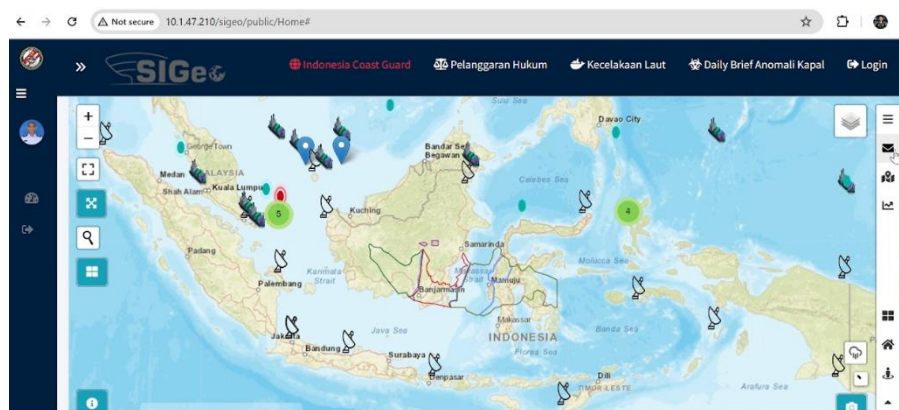 Not secure 10.1.47.210/sigeo/public/Home#
SIGeo
Indonesia Coast Guard
Pelanggaran Hukum
Kecelakaan Laut
Daily Brief Anomali Kapal
Login
Sulu Sea
Davao City
George Town
Bandar Seri
Begawan
Medan
MALAYSIA
Shah Alam
Kuala Lumpur
Celebes Sea
5
4
Kuching
Padang
Samarinda
Molucca Sea
Karimata
Strait
Palembang
Makassar
Strait
Mamuju
Banjarmasin
Makassar
Jakarta
Java Sea
INDONESIA
Banda Sea
Bandung
Surabaya
Flores Sea
Denpasar
Dili
TIMOR-LESTE
Arafura Sea